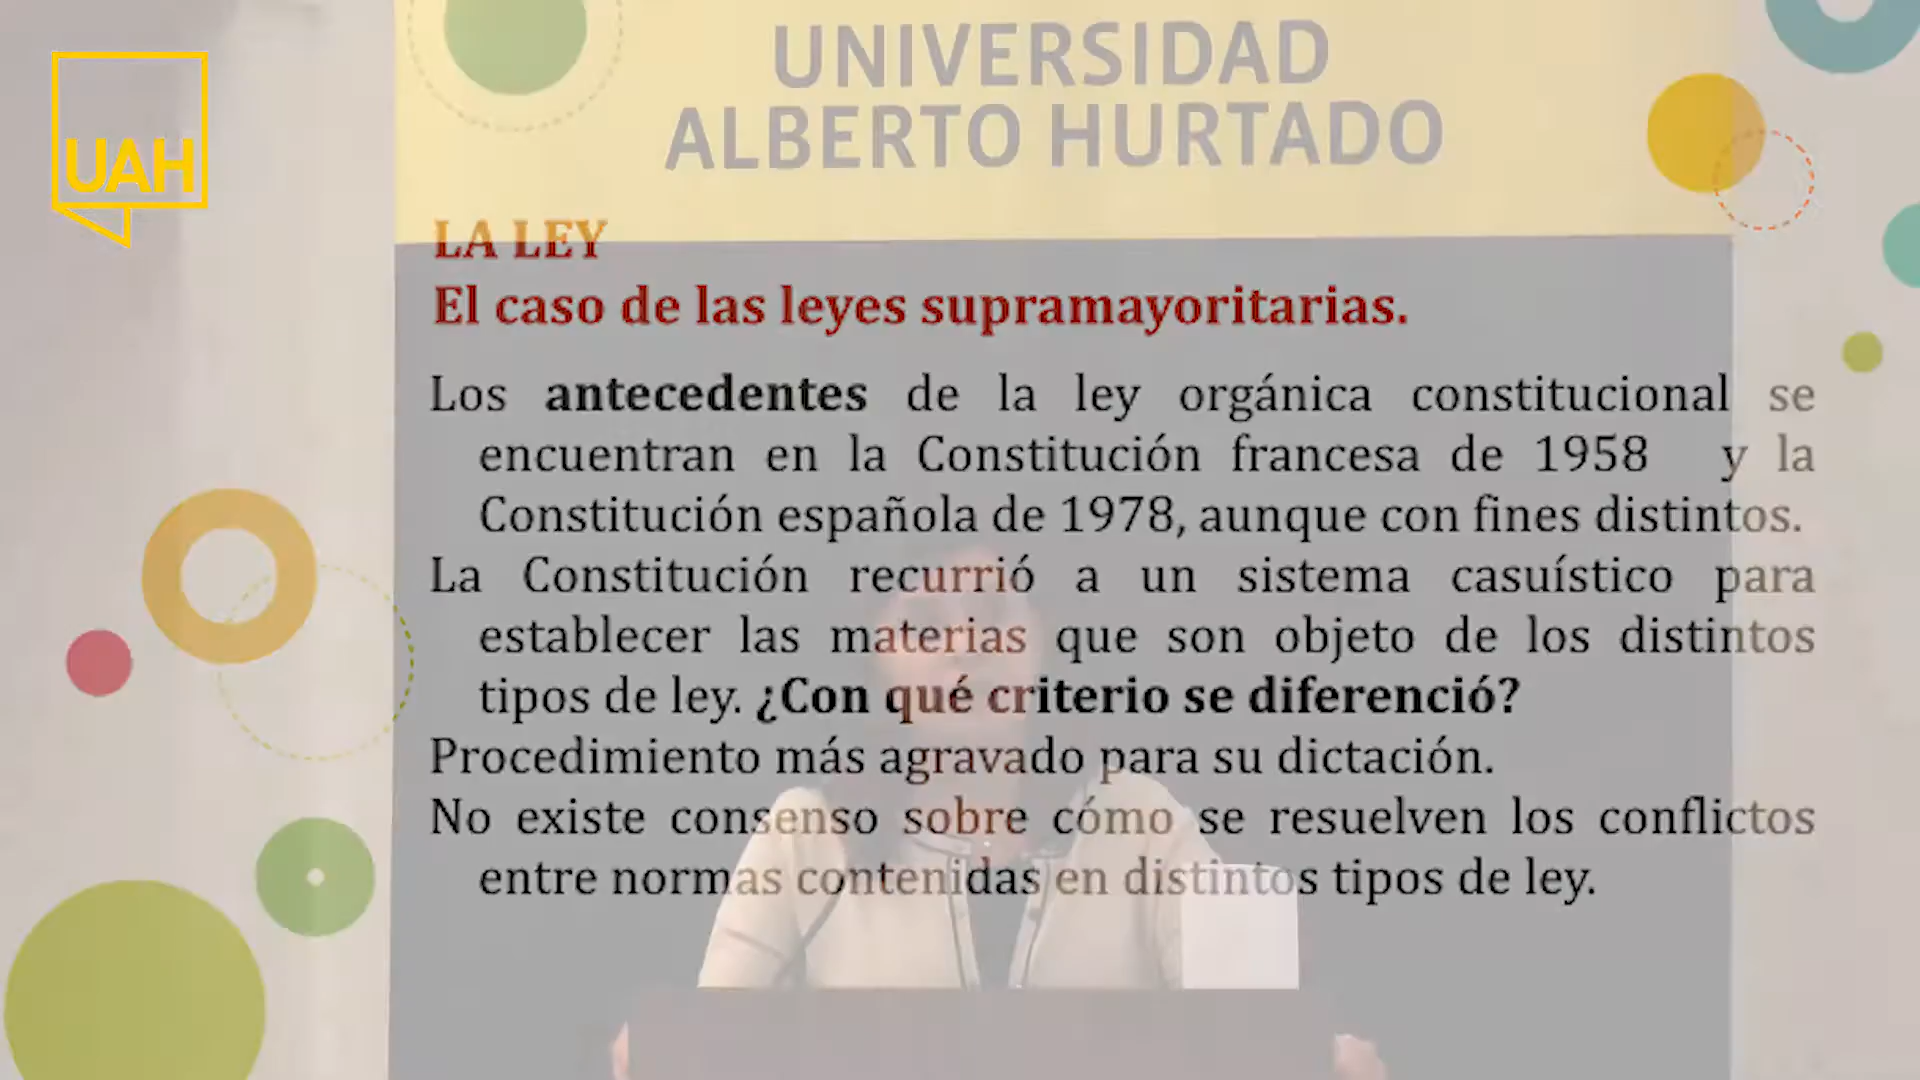 UAH
UNIVERSIDAD
ALBERTO HURTADO
LA LEY
El caso de las leyes supramayoritarias.
Los antecedentes de la ley orgánica constitucional se
encuentran en la Constitución francesa de 1958 y la
Constitución española de 1978, aunque con fines distintos.
La Constitución recurrió a un sistema casuístico para
establecer las materias que son objeto de los distintos
tipos de ley. ¿Con qué criterio se diferenció?
Procedimiento más agravado para su dictación.
No existe consenso sobre cómo se resuelven los conflictos
entre normas contenidas en distintos tipos de ley.